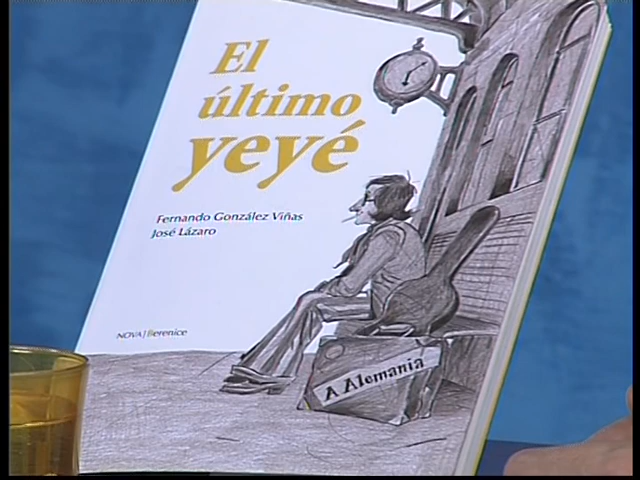 El
último
yeyé
Fernando González Viñas
José Lázaro
NOVA|Berenice
A Alemania